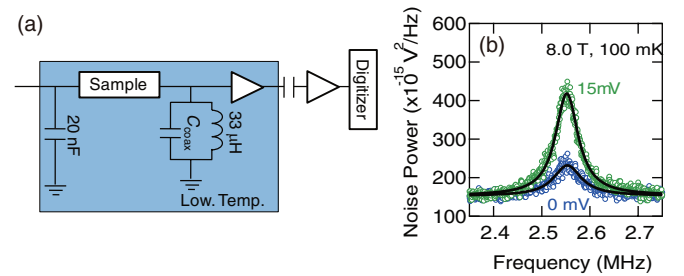 (a)
Sample
20 nF
C coax
33 μH
Low. Temp.
Digitizer
(b)
8.0 T, 100 mK
15mV
0 mV
600
500
400
300
200
100
Noise Power (x10⁻¹⁵ V²/Hz)
2.4 2.5 2.6 2.7
Frequency (MHz)